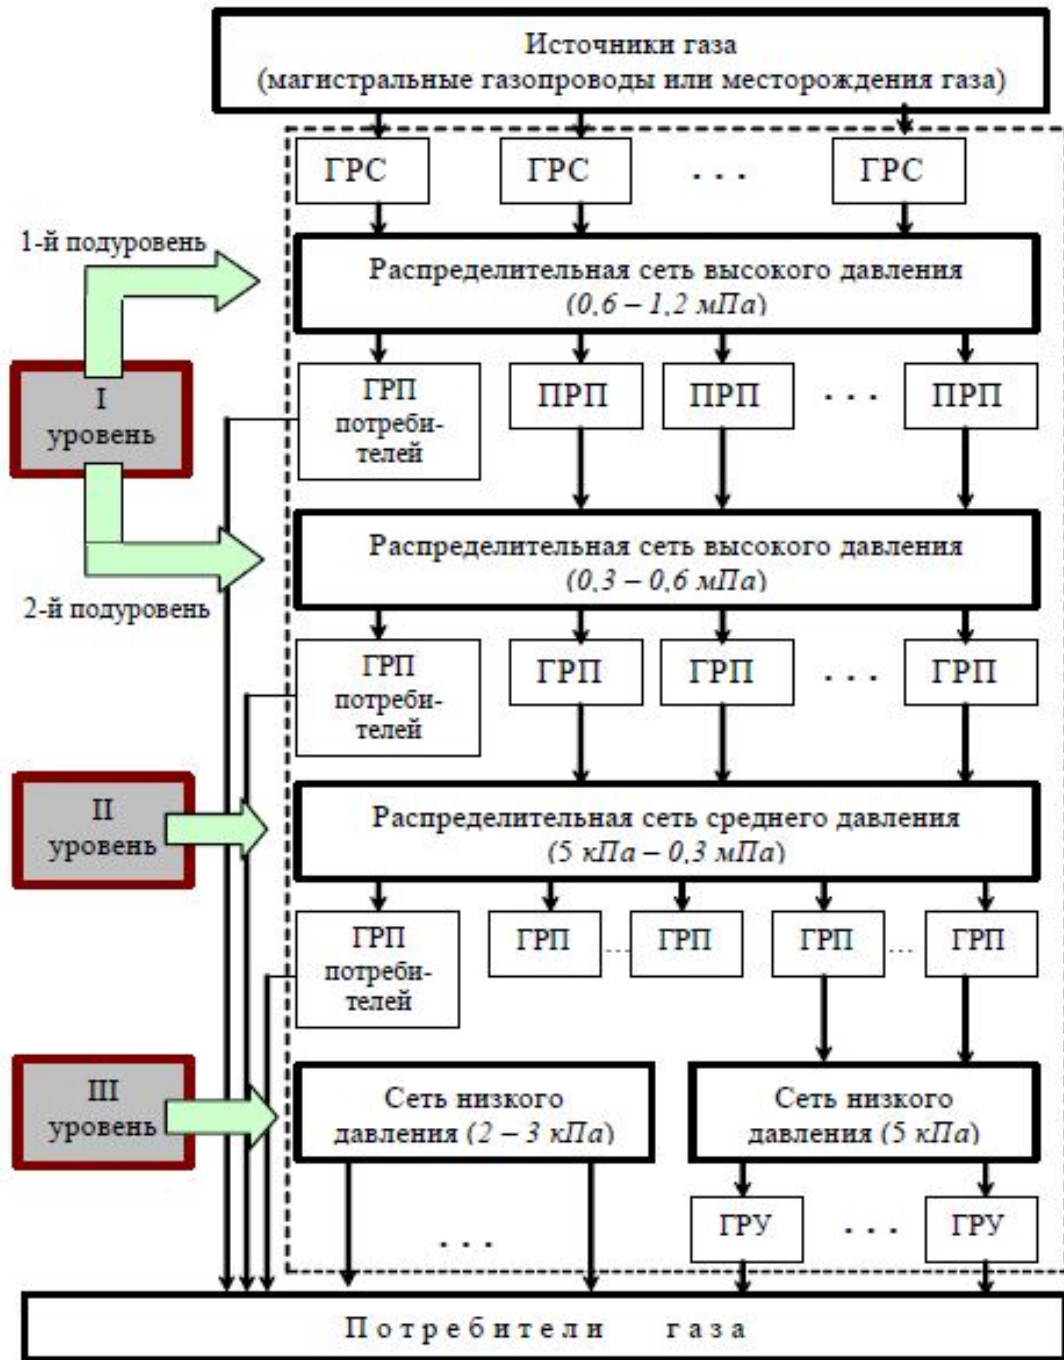 Источники газа
(магистральные газопроводы или месторождения газа)
ГРС
ГРС
. . .
ГРС
1-й подуровень
Распределительная сеть высокого давления
(0,6 – 1,2 мПа)
I
уровень
ГРП
потреби-
телей
ПРП
ПРП
. . .
ПРП
Распределительная сеть высокого давления
(0,3 – 0,6 мПа)
2-й подуровень
ГРП
потреби-
телей
ГРП
ГРП
. . .
ГРП
II
уровень
Распределительная сеть среднего давления
(5 кПа – 0,3 мПа)
ГРП
потреби-
телей
ГРП
...
ГРП
ГРП
...
ГРП
III
уровень
Сеть низкого
давления (2 – 3 кПа)
Сеть низкого
давления (5 кПа)
. . .
ГРУ
. . .
ГРУ
Потребители газа